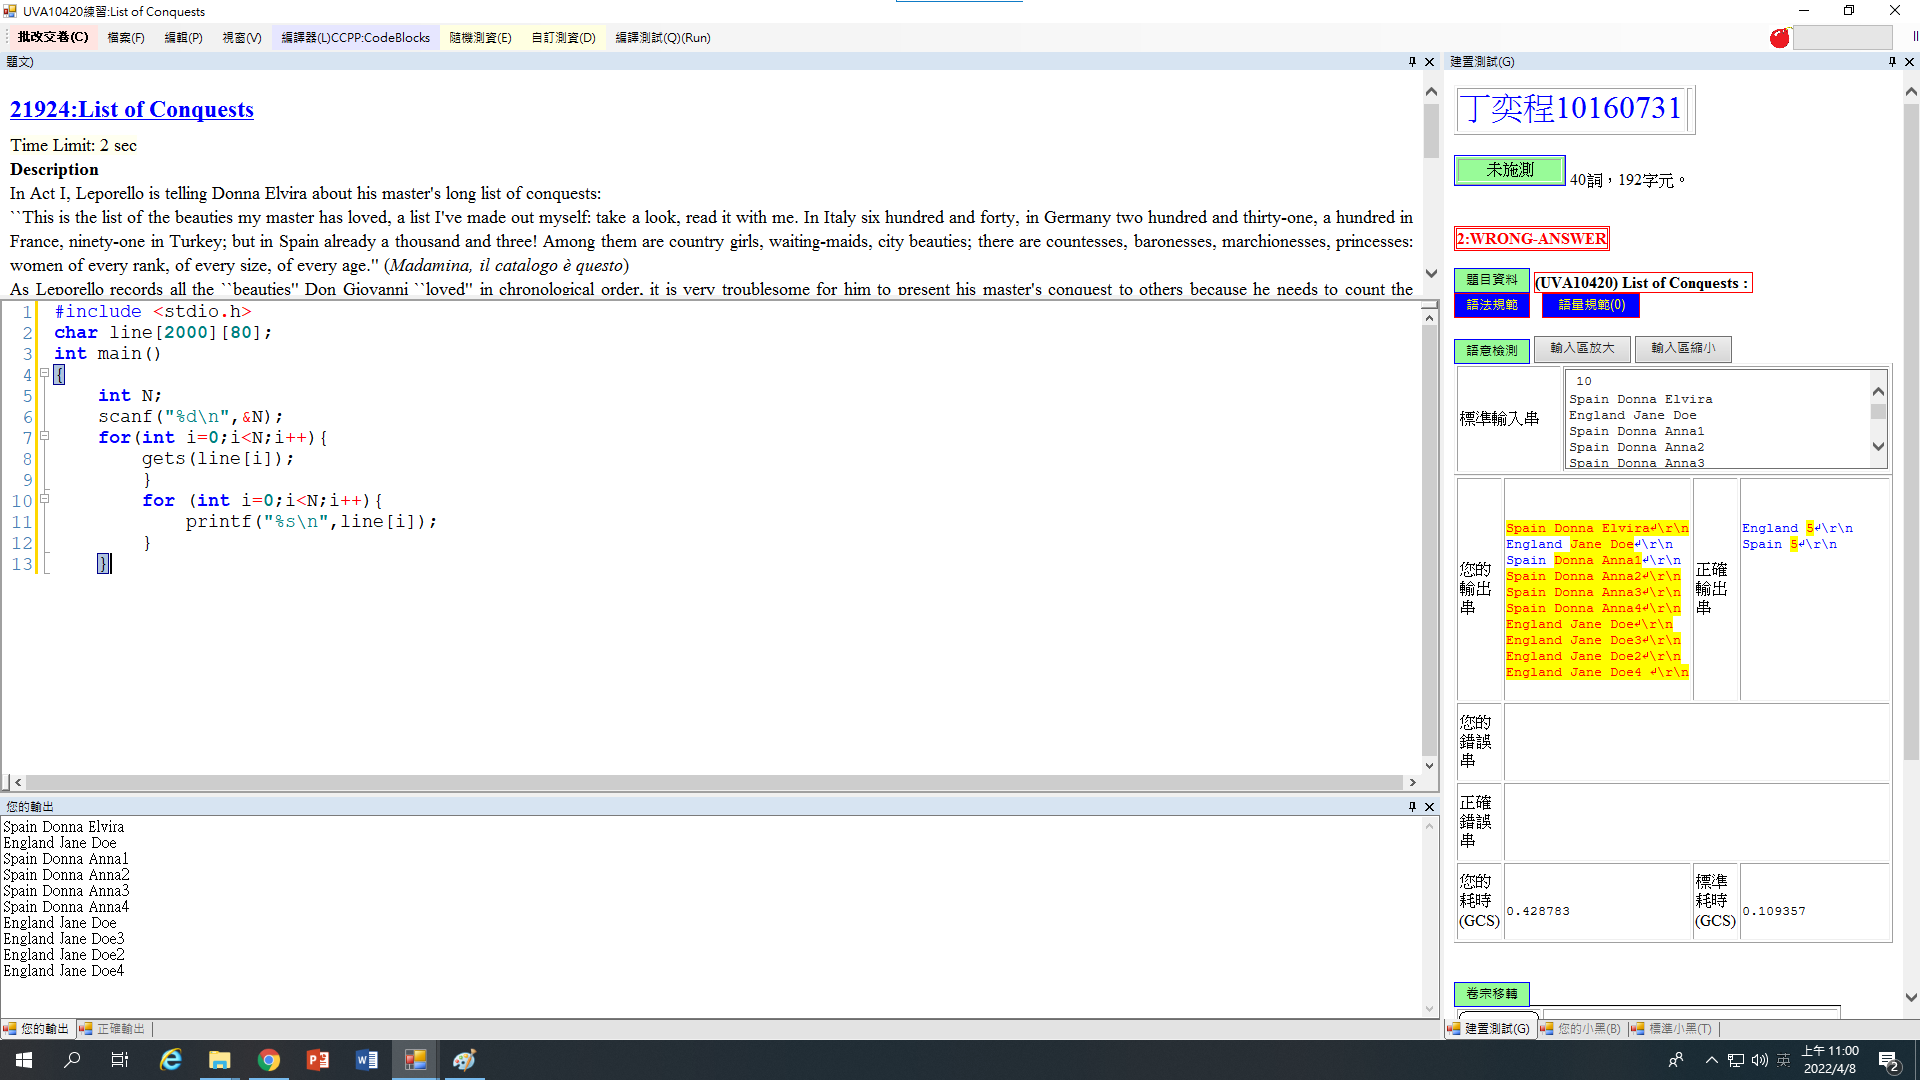 UVA10420練習:List of Conquests
批改交卷(C) 檔案(F) 編輯(P) 視窗(V) 編譯器(L)CCPP:CodeBlocks 隨機測資(E) 自訂測資(D) 編譯測試(Q)(Run)
題文)
21924:List of Conquests
Time Limit: 2 sec
Description
In Act I, Leporello is telling Donna Elvira about his master's long list of conquests:
``This is the list of the beauties my master has loved, a list I've made out myself: take a look, read it with me. In Italy six hundred and forty, in Germany two hundred and thirty-one, a hundred in
France, ninety-one in Turkey; but in Spain already a thousand and three! Among them are country girls, waiting-maids, city beauties; there are countesses, baronesses, marchionesses, princesses:
women of every rank, of every size, of every age.'' (Madamina, il catalogo è questo)
As Leporello records all the ``beauties'' Don Giovanni ``loved'' in chronological order, it is very troublesome for him to present his master's conquest to others because he needs to count the
1 #include <stdio.h>
2 char line[2000][80];
3 int main()
4 {
5 int N;
6 scanf("%d\n",&N);
7 for(int i=0;i<N;i++){
8 gets(line[i]);
9 }
10 for (int i=0;i<N;i++){
11 printf("%s\n",line[i]);
12 }
13 }
您的輸出
Spain Donna Elvira
England Jane Doe
Spain Donna Anna1
Spain Donna Anna2
Spain Donna Anna3
Spain Donna Anna4
England Jane Doe
England Jane Doe3
England Jane Doe2
England Jane Doe4
您的輸出 正確輸出
建置測試(G)
丁奕程10160731
未施測 40詞，192字元。
2:WRONG-ANSWER
題目資料 (UVA10420) List of Conquests :
語法規範 語量規範(0)
語意檢測 輸入區放大 輸入區縮小
標準輸入串
10
Spain Donna Elvira
England Jane Doe
Spain Donna Anna1
Spain Donna Anna2
Spain Donna Anna3
您的輸出串
Spain Donna Elvira↲\r\n
England Jane Doe↲\r\n
Spain Donna Anna1↲\r\n
Spain Donna Anna2↲\r\n
Spain Donna Anna3↲\r\n
Spain Donna Anna4↲\r\n
England Jane Doe↲\r\n
England Jane Doe3↲\r\n
England Jane Doe2↲\r\n
England Jane Doe4 ↲\r\n
正確輸出串
England 5↲\r\n
Spain 5↲\r\n
您的錯誤串
正確錯誤串
您的耗時(GCS) 0.428783 標準耗時(GCS) 0.109357
卷宗移轉
建置測試(G) 您的小黑(B) 標準小黑(T)
英
上午 11:00
2022/4/8
2